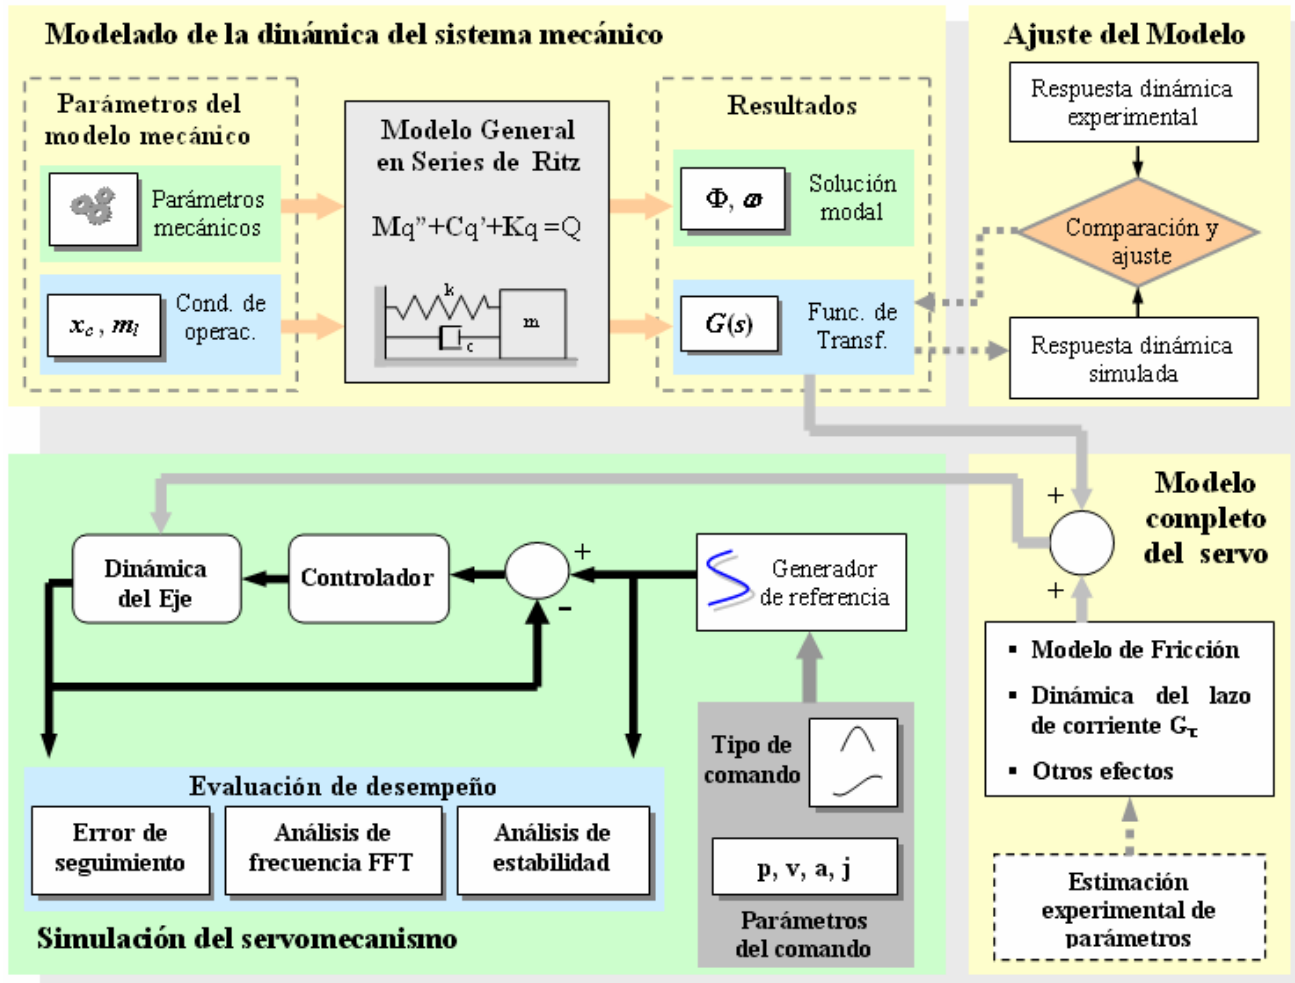 Modelado de la dinámica del sistema mecánico
Parámetros del
modelo mecánico
Parámetros
mecánicos
x_c , m_l
Cond. de
operac.
Modelo General
en Series de Ritz
Mq''+Cq'+Kq =Q
k
c
m
Resultados
Φ, ϖ
Solución
modal
G(s)
Func. de
Transf.
Ajuste del Modelo
Respuesta dinámica
experimental
Comparación y
ajuste
Respuesta dinámica
simulada
Dinámica
del Eje
Controlador
+
-
Generador
de referencia
Tipo de
comando
p, v, a, j
Parámetros
del comando
Evaluación de desempeño
Error de
seguimiento
Análisis de
frecuencia FFT
Análisis de
estabilidad
Simulación del servomecanismo
Modelo
completo
del servo
+
+
▪ Modelo de Fricción
▪ Dinámica del lazo
de corriente G_τ
▪ Otros efectos
Estimación
experimental de
parámetros